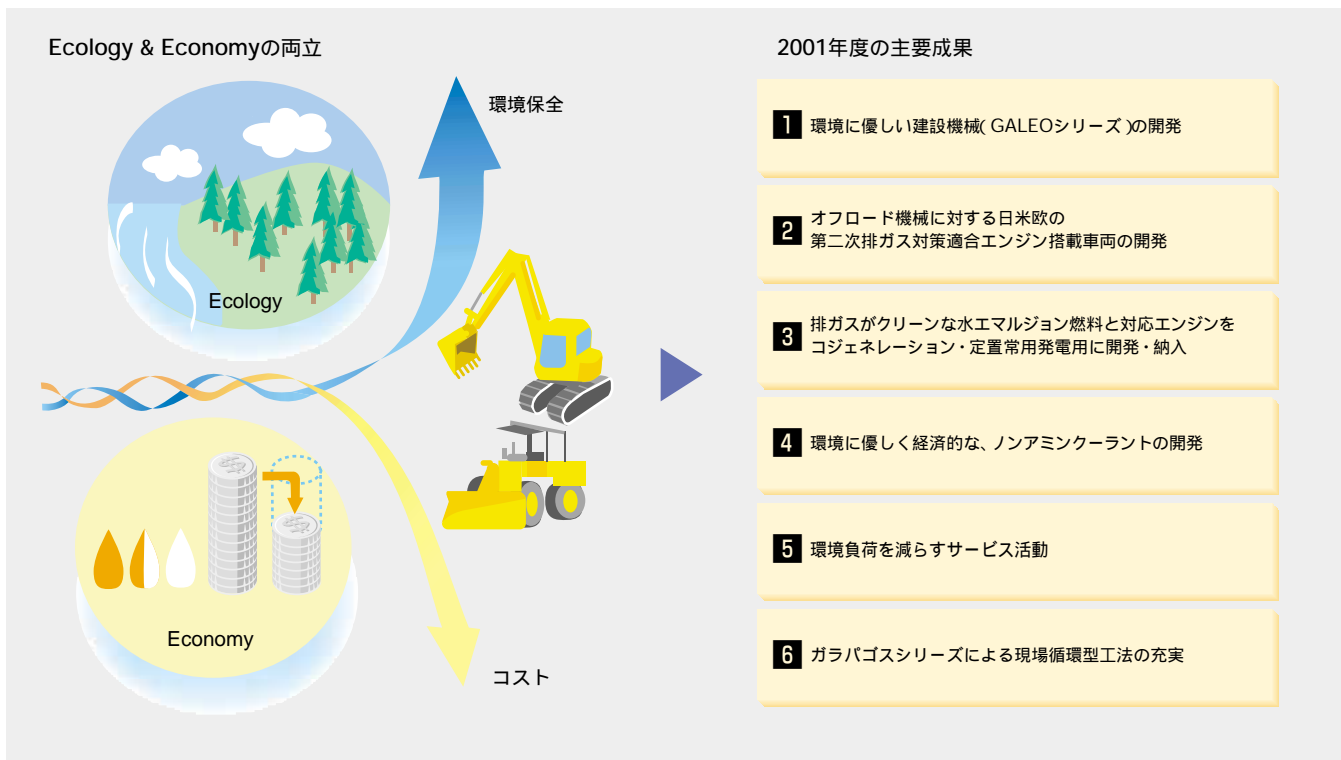 Ecology & Economyの両立
環境保全
Ecology
Economy
コスト
2001年度の主要成果
1 環境に優しい建設機械(GALEOシリーズ)の開発
2 オフロード機械に対する日米欧の
第二次排ガス対策適合エンジン搭載車両の開発
3 排ガスがクリーンな水エマルジョン燃料と対応エンジンを
コジェネレーション・定置常用発電用に開発・納入
4 環境に優しく経済的な、ノンアミンクーラントの開発
5 環境負荷を減らすサービス活動
6 ガラパゴスシリーズによる現場循環型工法の充実